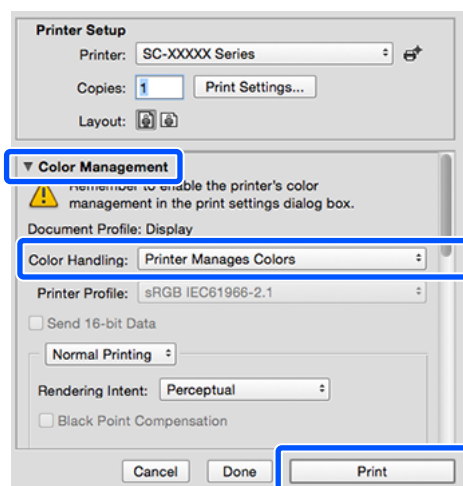 Printer Setup
Printer: SC-XXXXX Series
Copies: 1 Print Settings...
Layout:
▼ Color Management
Remember to enable the printer's color
management in the print settings dialog box.
Document Profile: Display
Color Handling: Printer Manages Colors
Printer Profile: sRGB IEC61966-2.1
Send 16-bit Data
Normal Printing
Rendering Intent: Perceptual
Black Point Compensation
Cancel Done Print